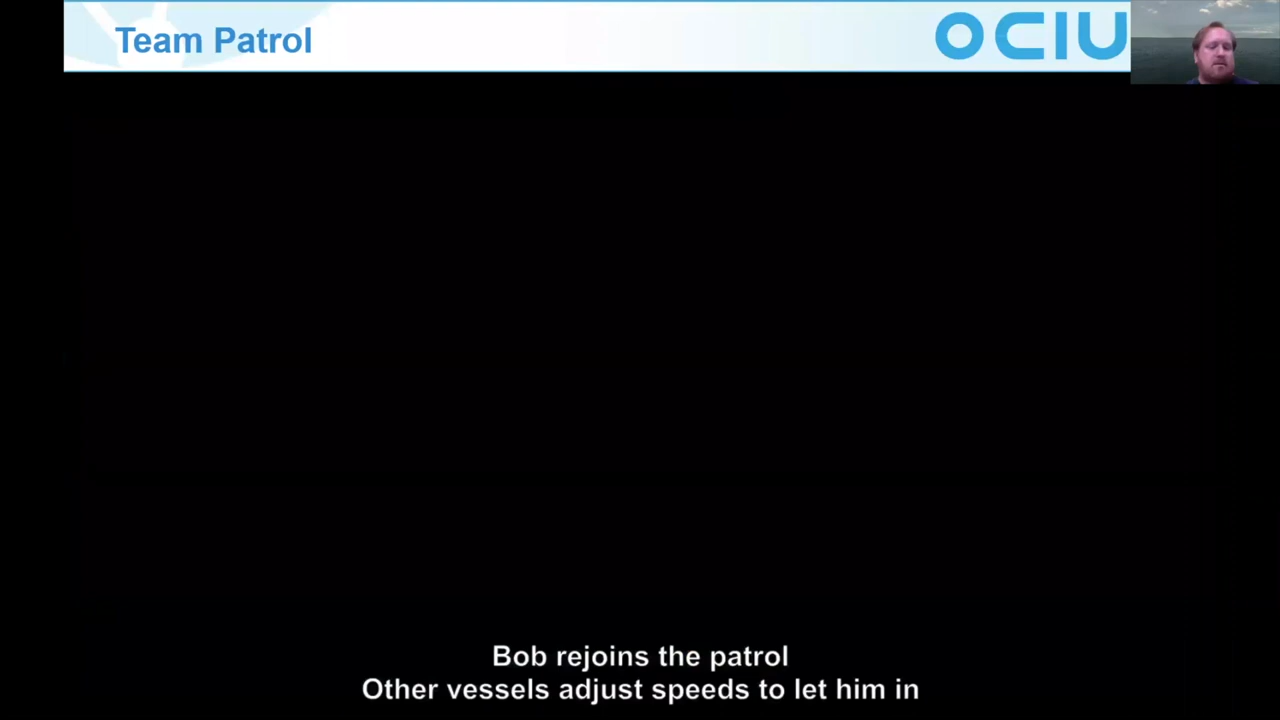 Team Patrol
OCIU
Bob rejoins the patrol
Other vessels adjust speeds to let him in